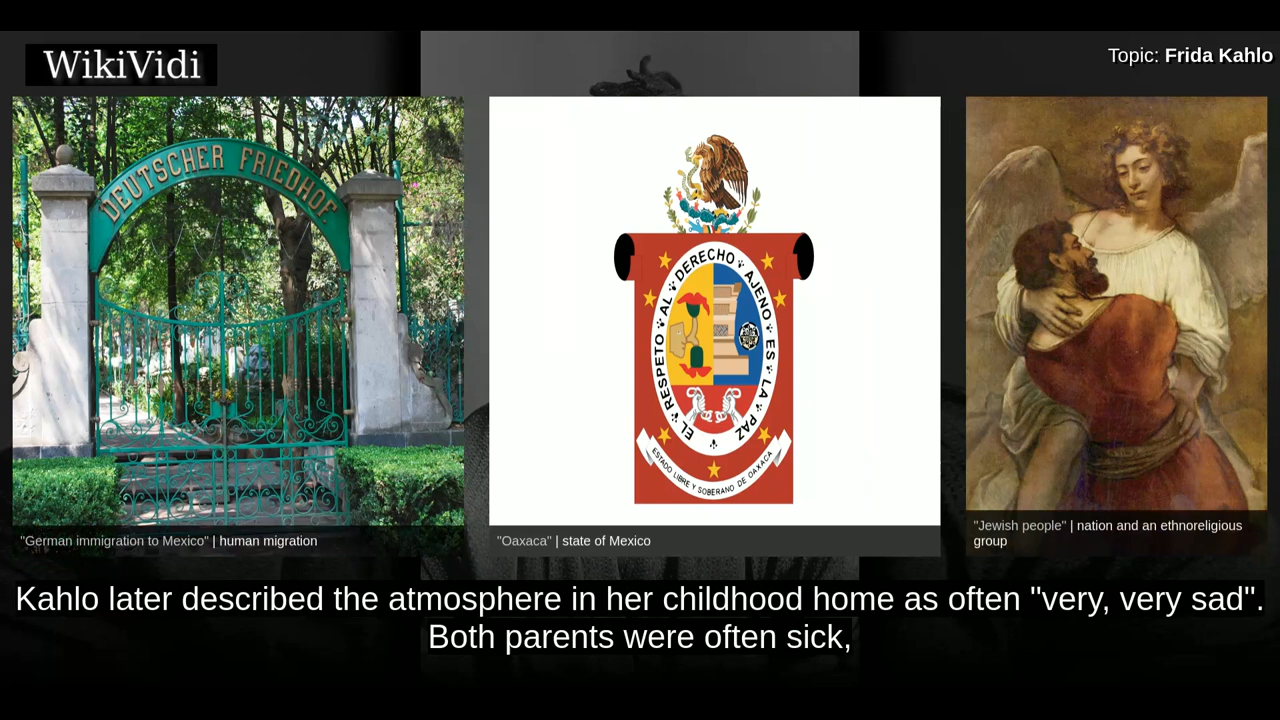 WikiVidi
Topic: Frida Kahlo
DEUTSCHER FRIEDHOF
EL RESPETO AL DERECHO AJENO ES LA PAZ
ESTADO LIBRE Y SOBERANO DE OAXACA
"German immigration to Mexico" | human migration
"Oaxaca" | state of Mexico
"Jewish people" | nation and an ethnoreligious
group
Kahlo later described the atmosphere in her childhood home as often "very, very sad".
Both parents were often sick,